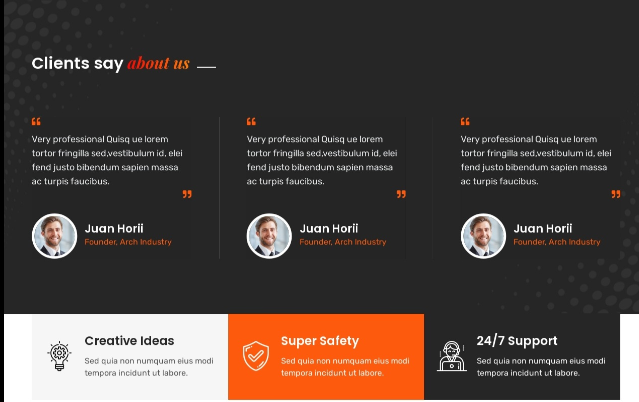 Clients say about us
“
Very professional Quisq ue lorem
tortor fringilla sed,vestibulum id, elei
fend justo bibendum sapien massa
ac turpis faucibus.
”
Juan Horii
Founder, Arch Industry
“
Very professional Quisq ue lorem
tortor fringilla sed,vestibulum id, elei
fend justo bibendum sapien massa
ac turpis faucibus.
”
Juan Horii
Founder, Arch Industry
“
Very professional Quisq ue lorem
tortor fringilla sed,vestibulum id, elei
fend justo bibendum sapien massa
ac turpis faucibus.
”
Juan Horii
Founder, Arch Industry
Creative Ideas
Sed quia non numquam eius modi
tempora incidunt ut labore.
Super Safety
Sed quia non numquam eius modi
tempora incidunt ut labore.
24/7 Support
Sed quia non numquam eius modi
tempora incidunt ut labore.